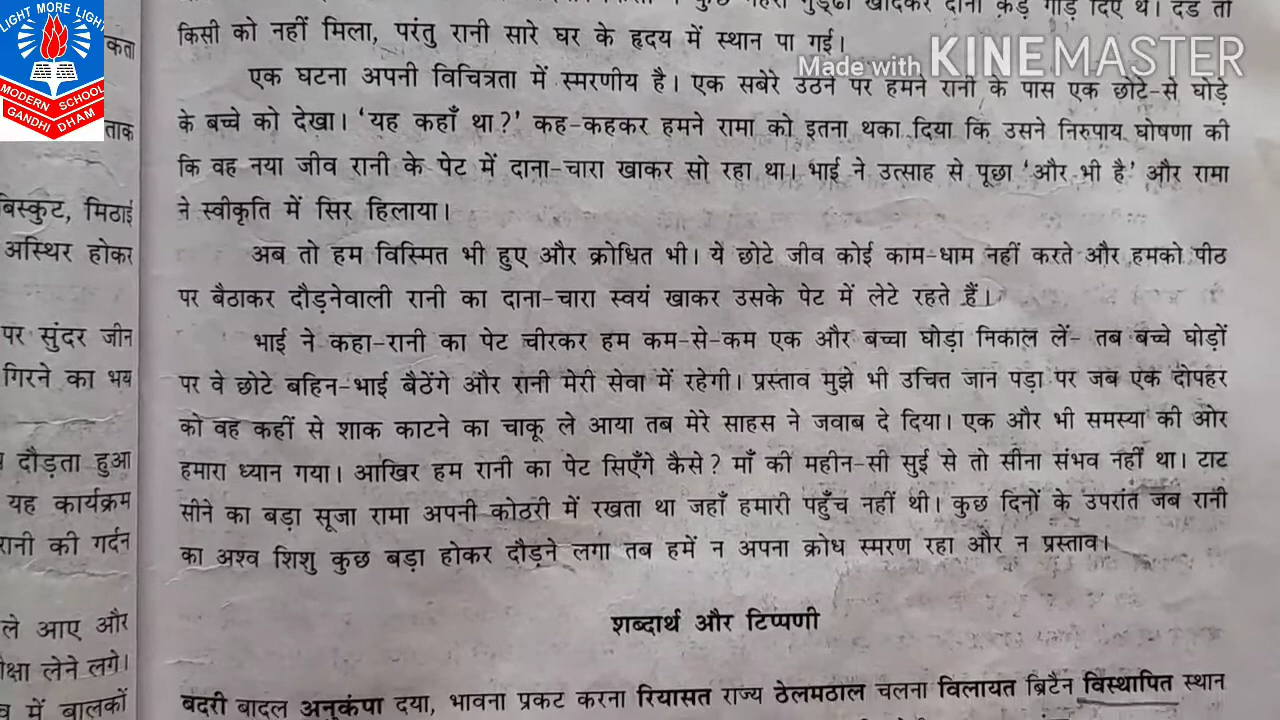 LIGHT MORE LIGHT
MODERN SCHOOL
GANDHI DHAM
Made with KINEMASTER
कता
ताक
बिस्कुट, मिठाई
अस्थिर होकर
पर सुंदर जीन
गिरने का भय
दौड़ता हुआ
यह कार्यक्रम
रानी की गर्दन
ले आए और
लेने लगे।
में बालकों
दाना
गाड़ दिए थे। दंड तो
किसी को नहीं मिला, परंतु रानी सारे घर के हृदय में स्थान पा गई।
एक घटना अपनी विचित्रता में स्मरणीय है। एक सबेरे उठने पर हमने रानी के पास एक छोटे-से घोड़े
के बच्चे को देखा। ‘यह कहाँ था?’ कह-कहकर हमने रामा को इतना थका दिया कि उसने निरुपाय घोषणा की
कि वह नया जीव रानी के पेट में दाना-चारा खाकर सो रहा था। भाई ने उत्साह से पूछा ‘और भी है’ और रामा
ने स्वीकृति में सिर हिलाया।
अब तो हम विस्मित भी हुए और क्रोधित भी। ये छोटे जीव कोई काम-धाम नहीं करते और हमको पीठ
पर बैठाकर दौड़नेवाली रानी का दाना-चारा स्वयं खाकर उसके पेट में लेटे रहते हैं।
भाई ने कहा-रानी का पेट चीरकर हम कम-से-कम एक और बच्चा घोड़ा निकाल लें- तब बच्चे घोड़ों
पर वे छोटे बहिन-भाई बैठेंगे और रानी मेरी सेवा में रहेगी। प्रस्ताव मुझे भी उचित जान पड़ा पर जब एक दोपहर
को वह कहीं से शाक काटने का चाकू ले आया तब मेरे साहस ने जवाब दे दिया। एक और भी समस्या की ओर
हमारा ध्यान गया। आखिर हम रानी का पेट सिएँगे कैसे? माँ की महीन-सी सुई से तो सीना संभव नहीं था। टाट
सीने का बड़ा सूजा रामा अपनी कोठरी में रखता था जहाँ हमारी पहुँच नहीं थी। कुछ दिनों के उपरांत जब रानी
का अश्व शिशु कुछ बड़ा होकर दौड़ने लगा तब हमें न अपना क्रोध स्मरण रहा और न प्रस्ताव।
शब्दार्थ और टिप्पणी
बदरी बादल अनुकंपा दया, भावना प्रकट करना रियासत राज्य ठेलमठाल चलना विलायत ब्रिटैन विस्थापित स्थान